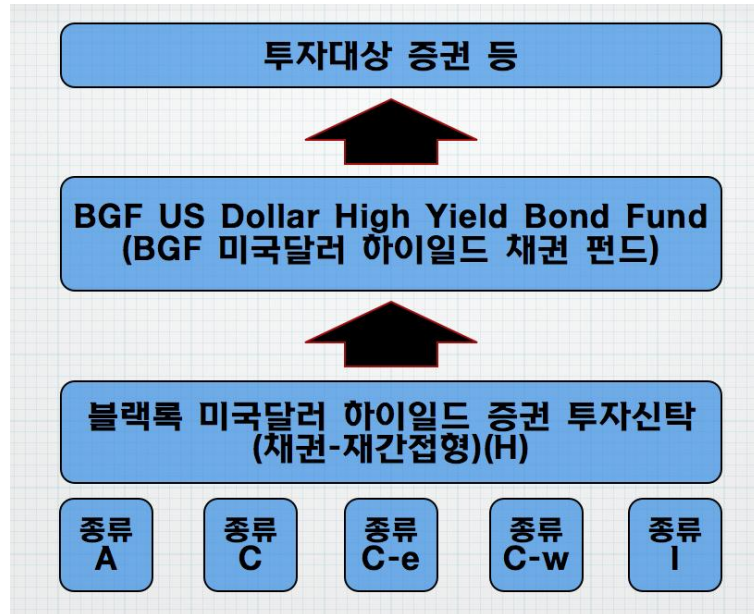 투자대상 증권 등
BGF US Dollar High Yield Bond Fund
(BGF 미국달러 하이일드 채권 펀드)
블랙록 미국달러 하이일드 증권 투자신탁
(채권-재간접형)(H)
종류
A
종류
C
종류
C-e
종류
C-w
종류
I